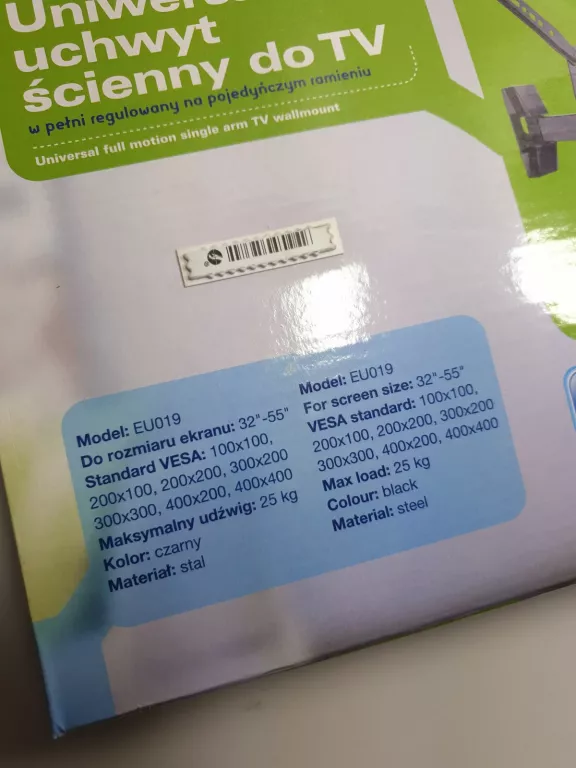 uchwyt
ścienny do TV
w pełni regulowany na pojedyńczym ramieniu
Universal full motion single arm TV wallmount
Model: EU019
Do rozmiaru ekranu: 32"-55"
Standard VESA: 100x100,
200x100, 200x200, 300x200
300x300, 400x200, 400x400
Maksymalny udźwig: 25 kg
Kolor: czarny
Materiał: stal
Model: EU019
For screen size: 32"-55"
VESA standard: 100x100,
200x100, 200x200, 300x200
300x300, 400x200, 400x400
Max load: 25 kg
Colour: black
Material: steel